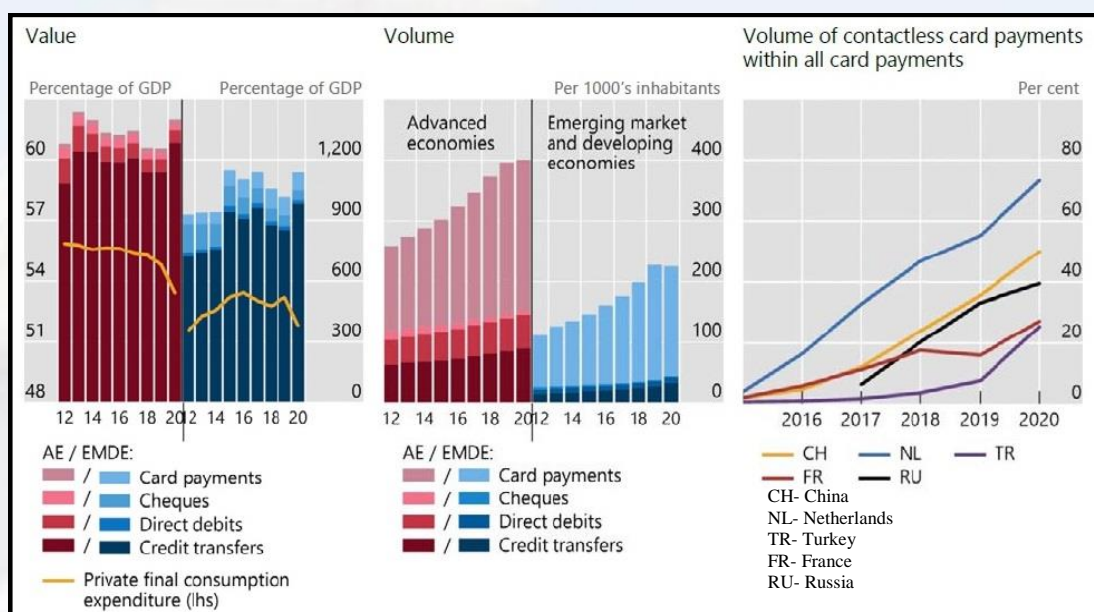 Value
Percentage of GDP
Percentage of GDP
60
57
54
51
48
1,200
900
600
300
0
12 14 16 18 20 12 14 16 18 20
AE / EMDE:
/ Card payments
/ Cheques
/ Direct debits
/ Credit transfers
Private final consumption
expenditure (lhs)
Volume
Per 1000's inhabitants
Advanced
economies
Emerging market
and developing
economies
400
300
200
100
0
12 14 16 18 20 12 14 16 18 20
AE / EMDE:
/ Card payments
/ Cheques
/ Direct debits
/ Credit transfers
Volume of contactless card payments
within all card payments
Per cent
80
60
40
20
0
2016 2017 2018 2019 2020
CH NL TR
FR RU
CH- China
NL- Netherlands
TR- Turkey
FR- France
RU- Russia